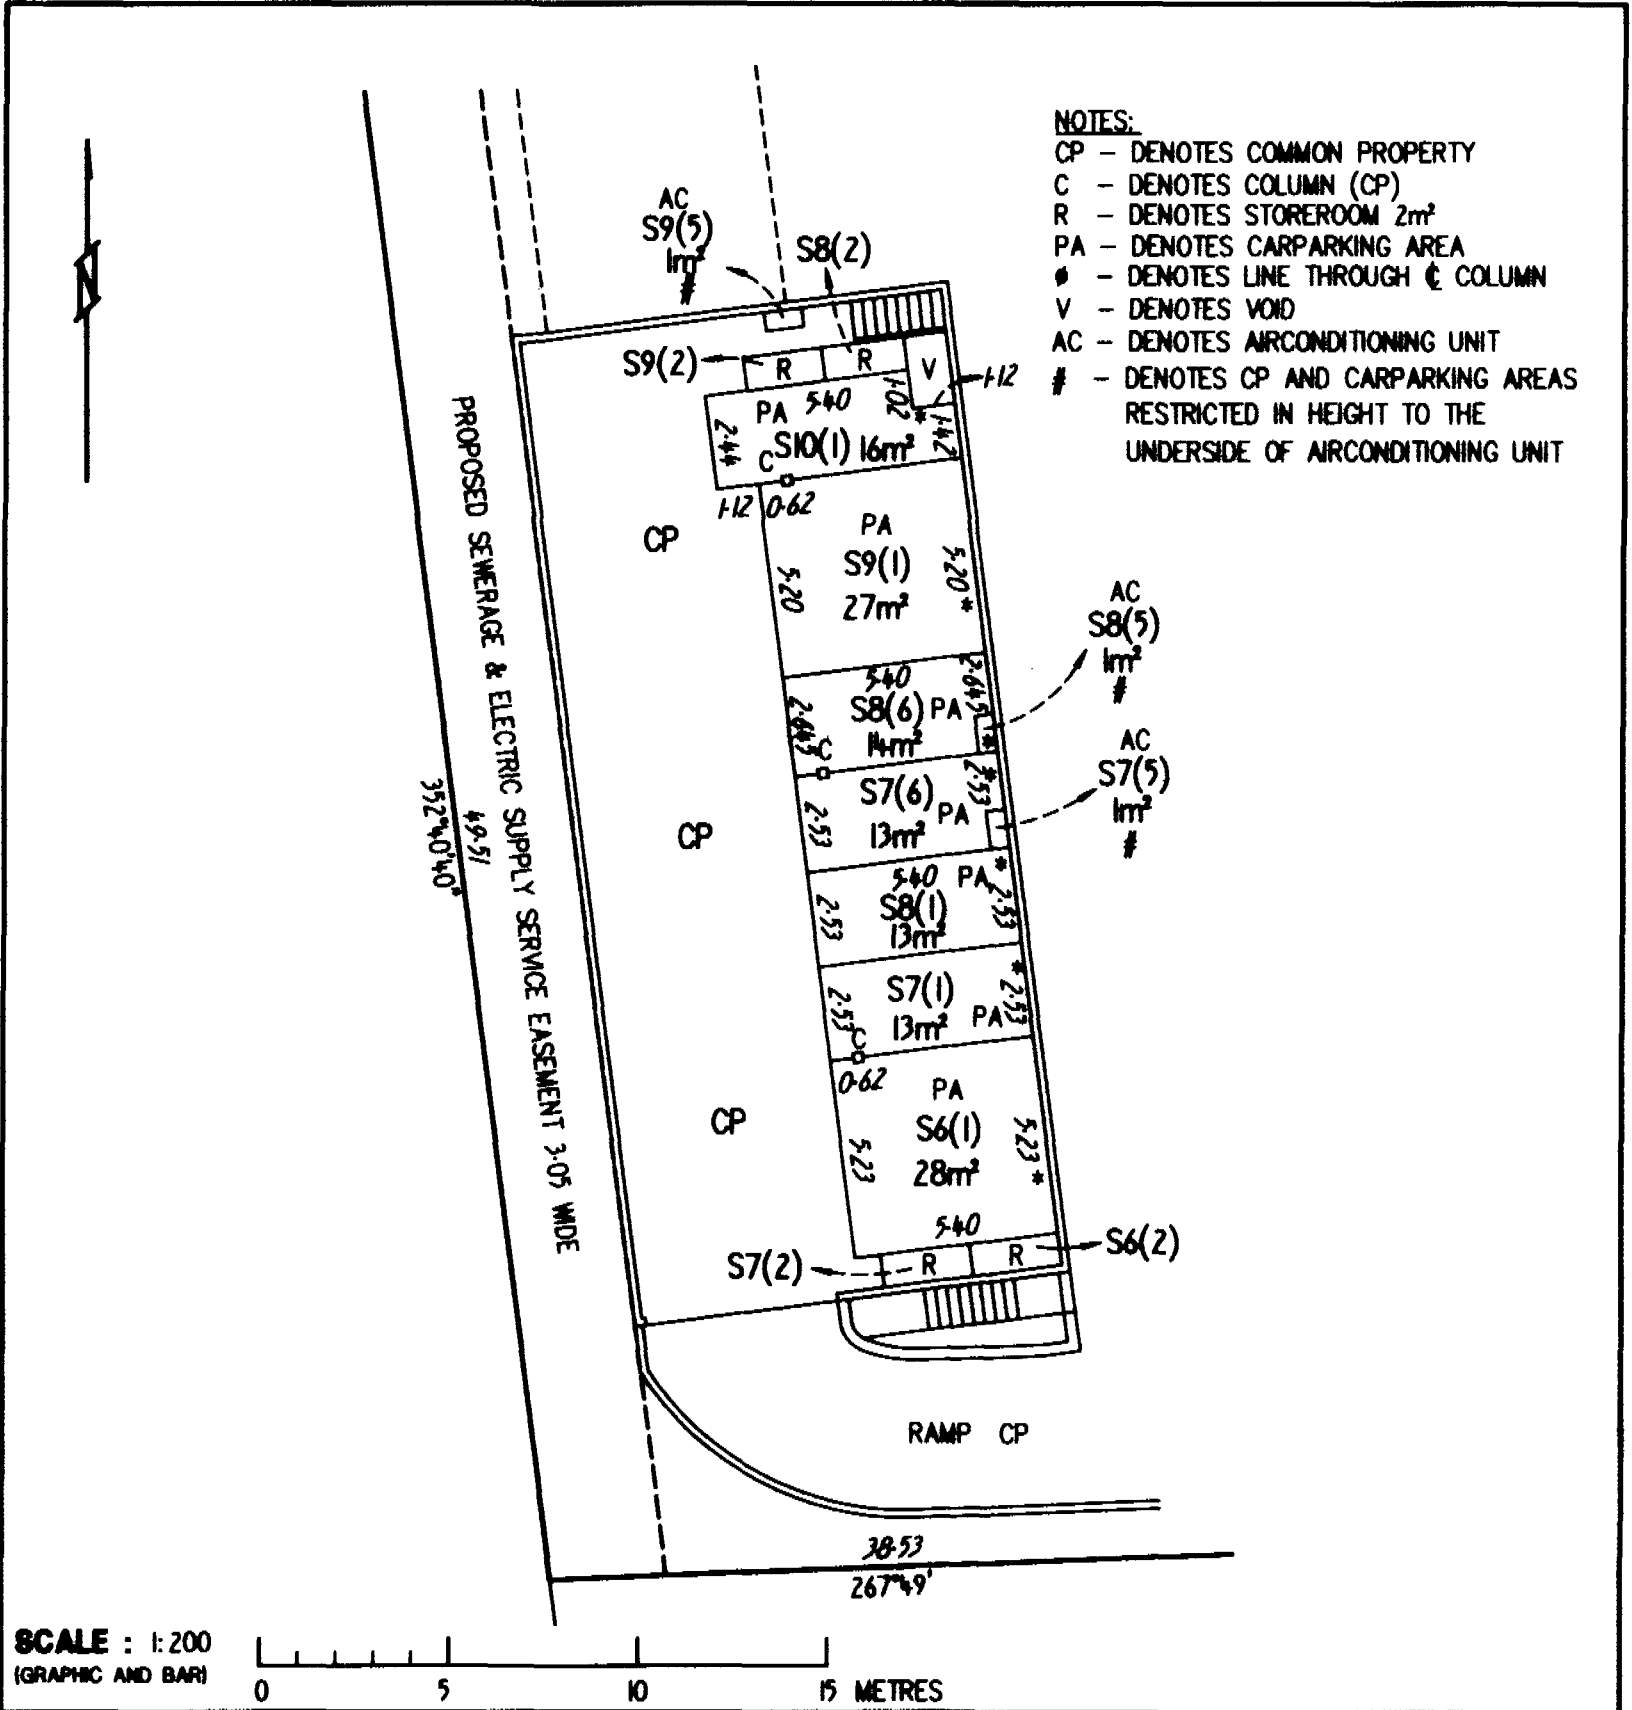 NOTES:
CP - DENOTES COMMON PROPERTY
C - DENOTES COLUMN (CP)
R - DENOTES STOREROOM 2m²
PA - DENOTES CARPARKING AREA
- DENOTES LINE THROUGH ℄ COLUMN
V - DENOTES VOID
AC - DENOTES AIRCONDITIONING UNIT
# - DENOTES CP AND CARPARKING AREAS
RESTRICTED IN HEIGHT TO THE
UNDERSIDE OF AIRCONDITIONING UNIT
N
AC
S9(5)
1m²
#
S8(2)
S9(2)
R
R
V
1·12
PA
5·40
1·02
*
1·42
2·44
C
S10(1) 16m²
1·12
0·62
CP
PA
S9(1)
27m²
5·20
5·20*
AC
S8(5)
1m²
#
5·40
S8(6) PA
14m²
2·645
2·645
*
C
AC
S7(5)
1m²
#
CP
S7(6)
PA
13m²
2·53
*
2·53
5·40
PA
*
S8(1)
13m²
2·53
2·53
S7(1)
13m²
PA
2·53
*
2·53
C
0·62
CP
PA
S6(1)
28m²
5·23
5·23*
5·40
S7(2)
R
R
S6(2)
PROPOSED SEWERAGE & ELECTRIC SUPPLY SERVICE EASEMENT 3·05 WIDE
49·51
352°40'40"
RAMP CP
38·53
267°49'
SCALE : 1:200
(GRAPHIC AND BAR)
0 5 10 15 METRES